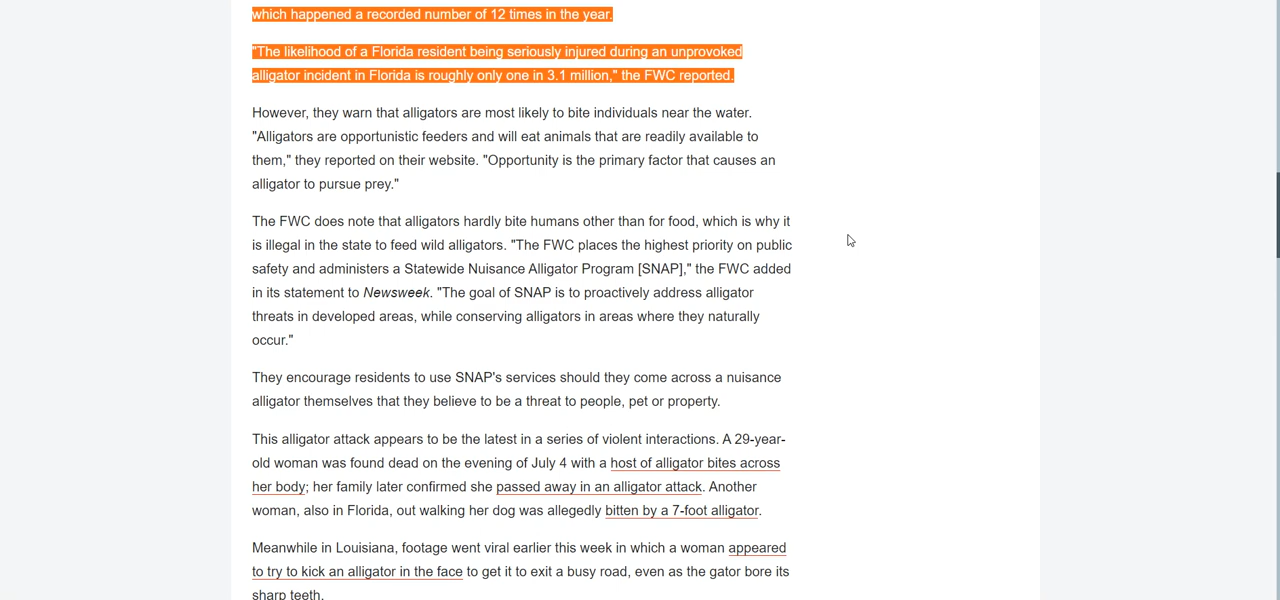 which happened a recorded number of 12 times in the year.
"The likelihood of a Florida resident being seriously injured during an unprovoked
alligator incident in Florida is roughly only one in 3.1 million," the FWC reported.
However, they warn that alligators are most likely to bite individuals near the water.
"Alligators are opportunistic feeders and will eat animals that are readily available to
them," they reported on their website. "Opportunity is the primary factor that causes an
alligator to pursue prey."
The FWC does note that alligators hardly bite humans other than for food, which is why it
is illegal in the state to feed wild alligators. "The FWC places the highest priority on public
safety and administers a Statewide Nuisance Alligator Program [SNAP]," the FWC added
in its statement to Newsweek. "The goal of SNAP is to proactively address alligator
threats in developed areas, while conserving alligators in areas where they naturally
occur."
They encourage residents to use SNAP's services should they come across a nuisance
alligator themselves that they believe to be a threat to people, pet or property.
This alligator attack appears to be the latest in a series of violent interactions. A 29-year-
old woman was found dead on the evening of July 4 with a host of alligator bites across
her body; her family later confirmed she passed away in an alligator attack. Another
woman, also in Florida, out walking her dog was allegedly bitten by a 7-foot alligator.
Meanwhile in Louisiana, footage went viral earlier this week in which a woman appeared
to try to kick an alligator in the face to get it to exit a busy road, even as the gator bore its
sharp teeth.